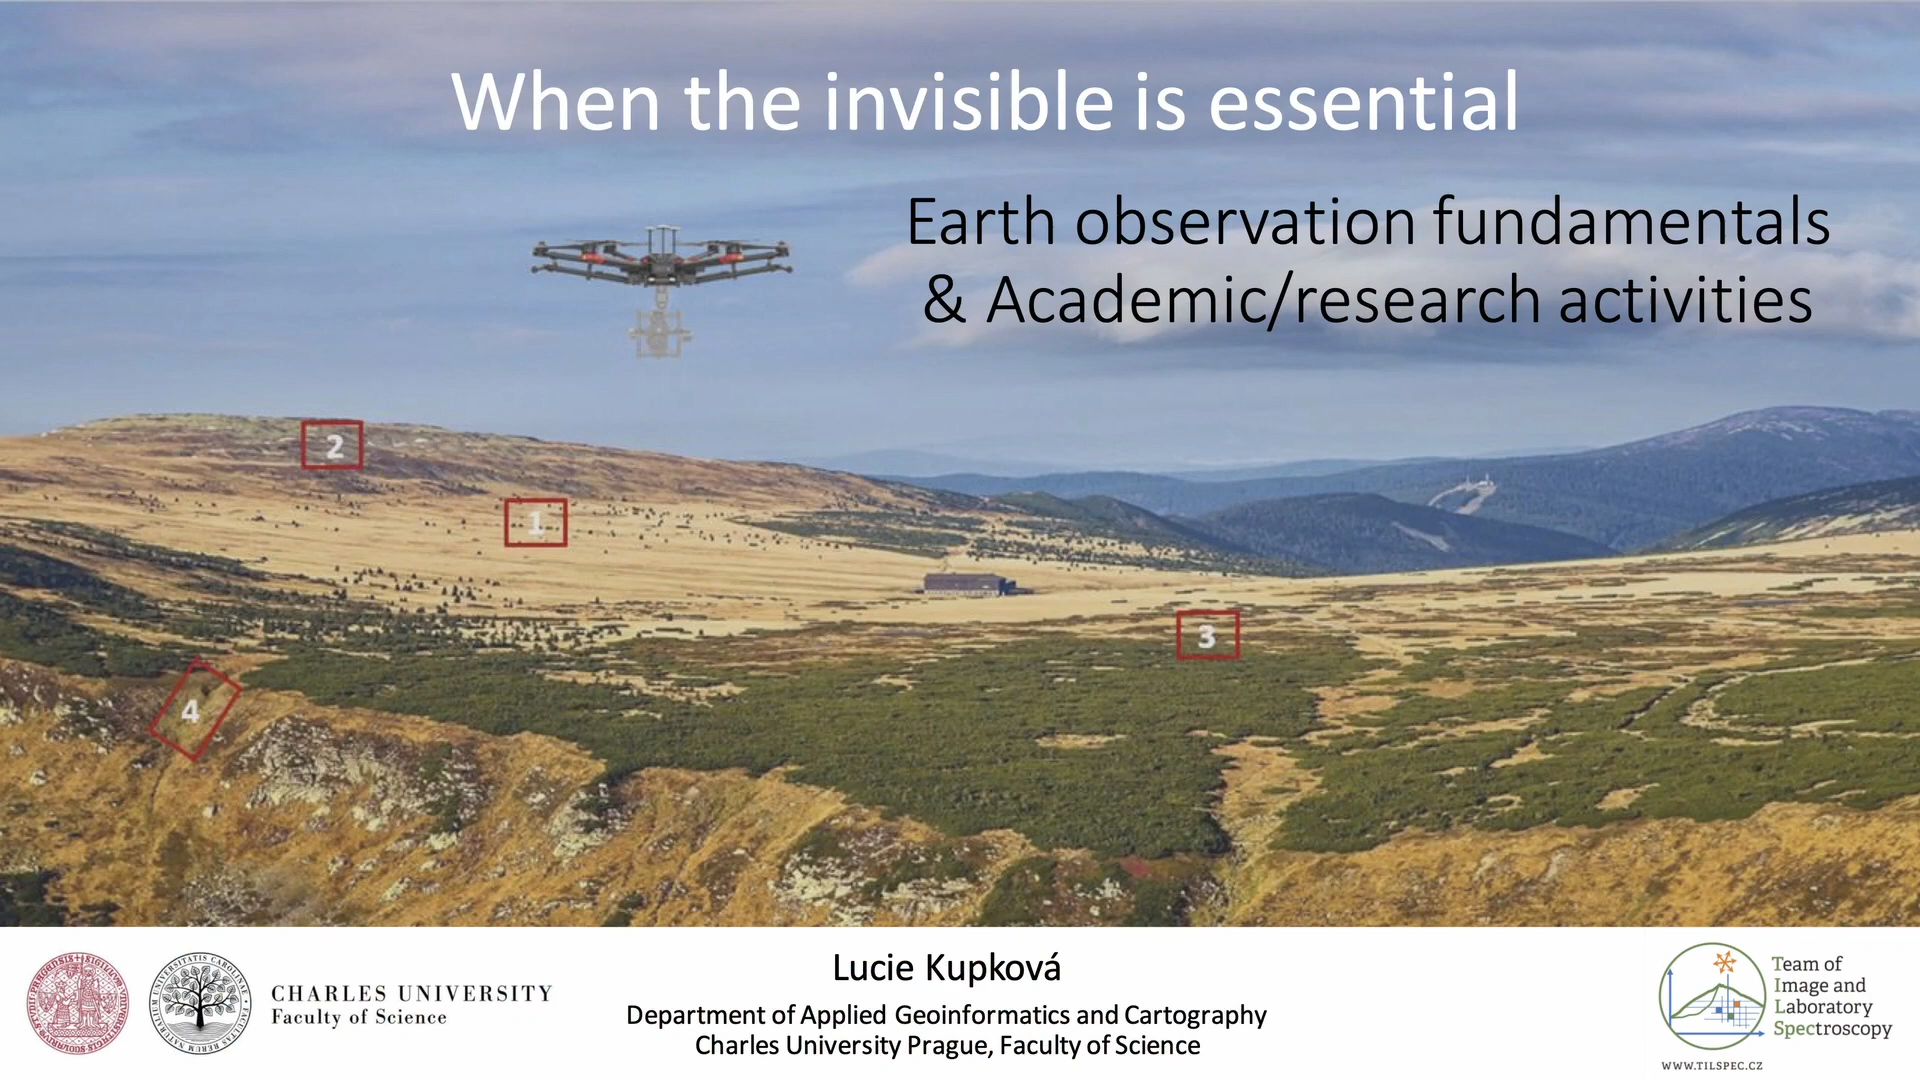 When the invisible is essential
Earth observation fundamentals
& Academic/research activities
2
1
3
4
CHARLES UNIVERSITY
Faculty of Science
Lucie Kupková
Department of Applied Geoinformatics and Cartography
Charles University Prague, Faculty of Science
Team of
Image and
Laboratory
Spectroscopy
WWW.TILSPEC.CZ